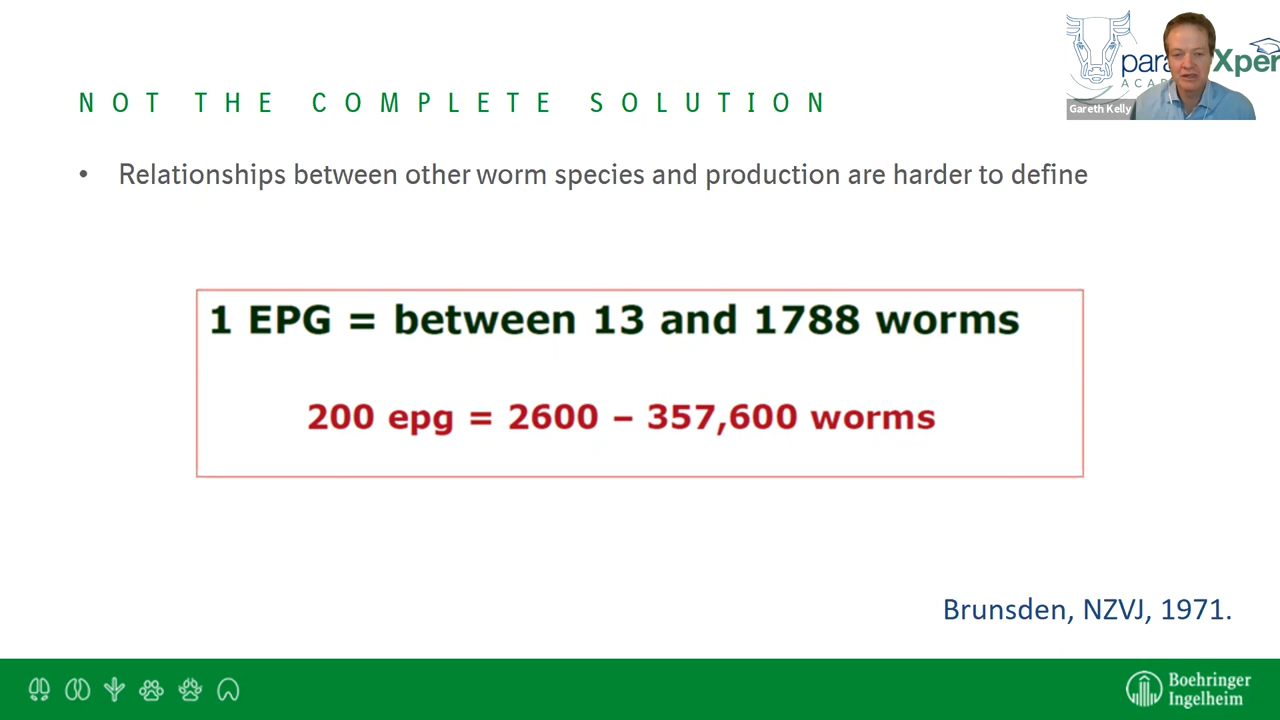 NOT THE COMPLETE SOLUTION
• Relationships between other worm species and production are harder to define
1 EPG = between 13 and 1788 worms
200 epg = 2600 – 357,600 worms
Brunsden, NZVJ, 1971.
Gareth Kelly
Boehringer
Ingelheim